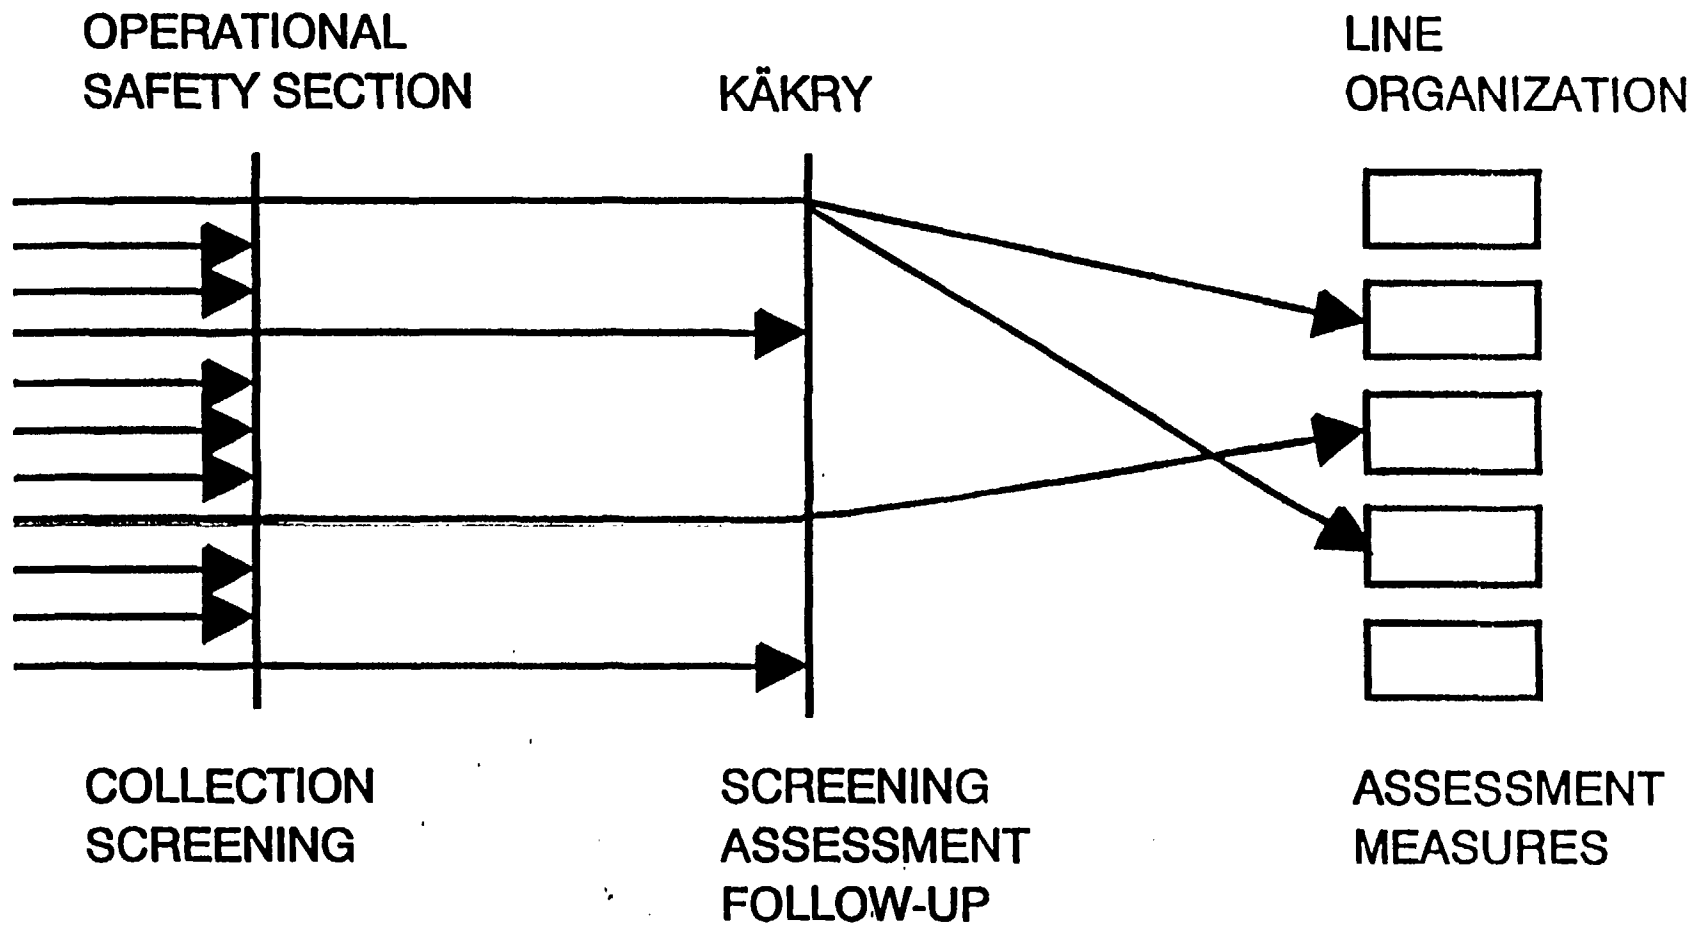 OPERATIONAL
SAFETY SECTION
KÄKRY
LINE
ORGANIZATION
COLLECTION
SCREENING
SCREENING
ASSESSMENT
FOLLOW-UP
ASSESSMENT
MEASURES